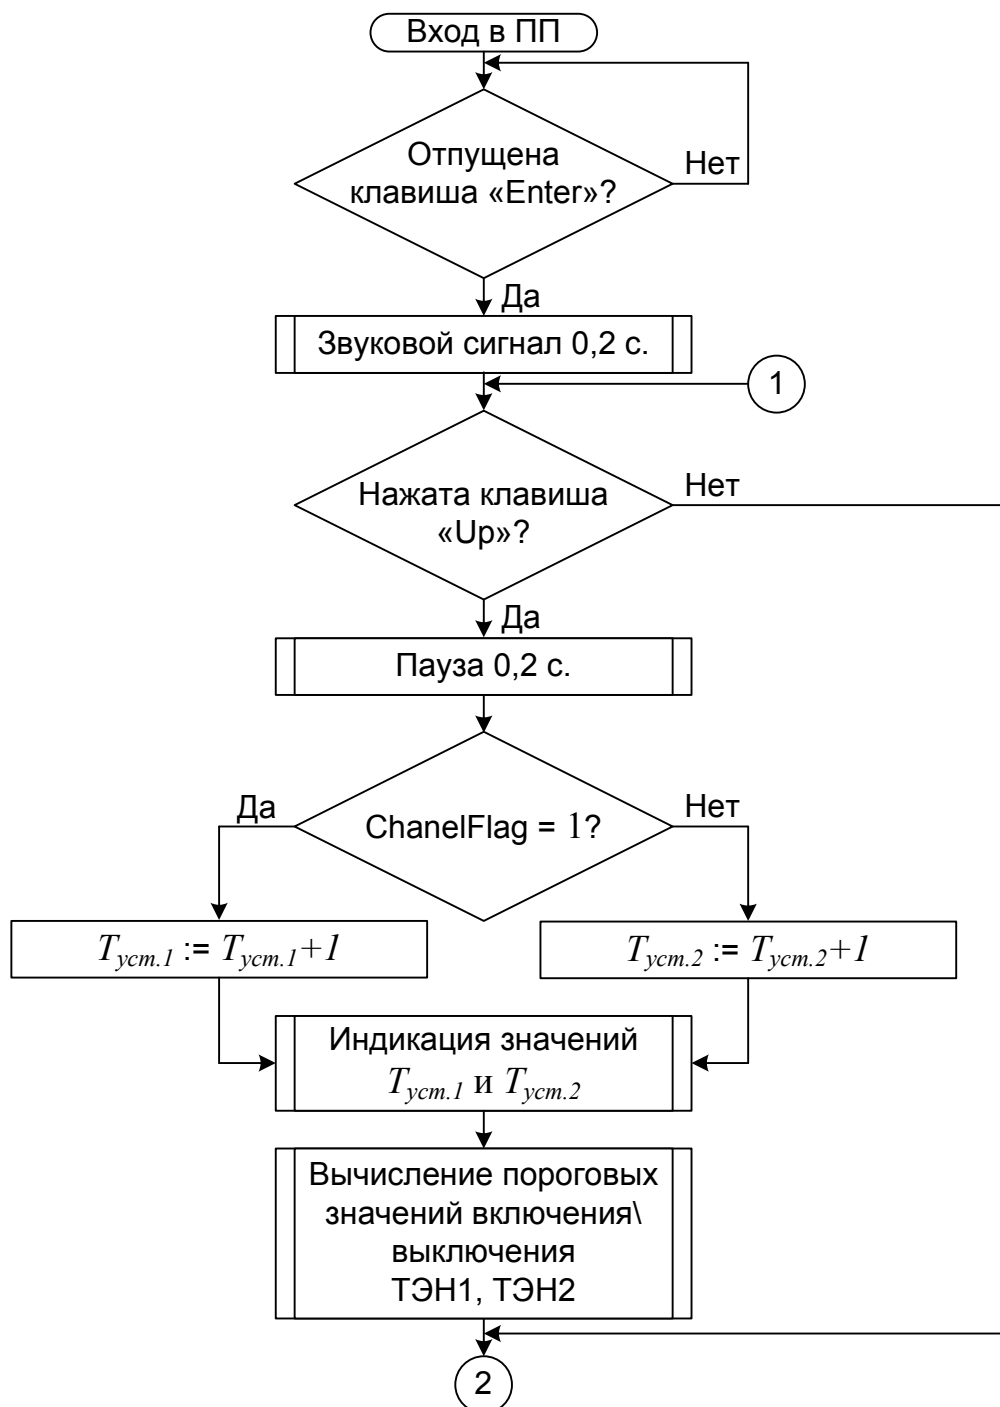 Вход в ПП
Отпущена
клавиша «Enter»?
Нет
Да
Звуковой сигнал 0,2 с.
1
Нажата клавиша
«Up»?
Нет
Да
Пауза 0,2 с.
ChanelFlag = 1?
Да
Нет
Tуст.1 := Tуст.1+1
Tуст.2 := Tуст.2+1
Индикация значений
Tуст.1 и Tуст.2
Вычисление пороговых
значений включения\
выключения
ТЭН1, ТЭН2
2